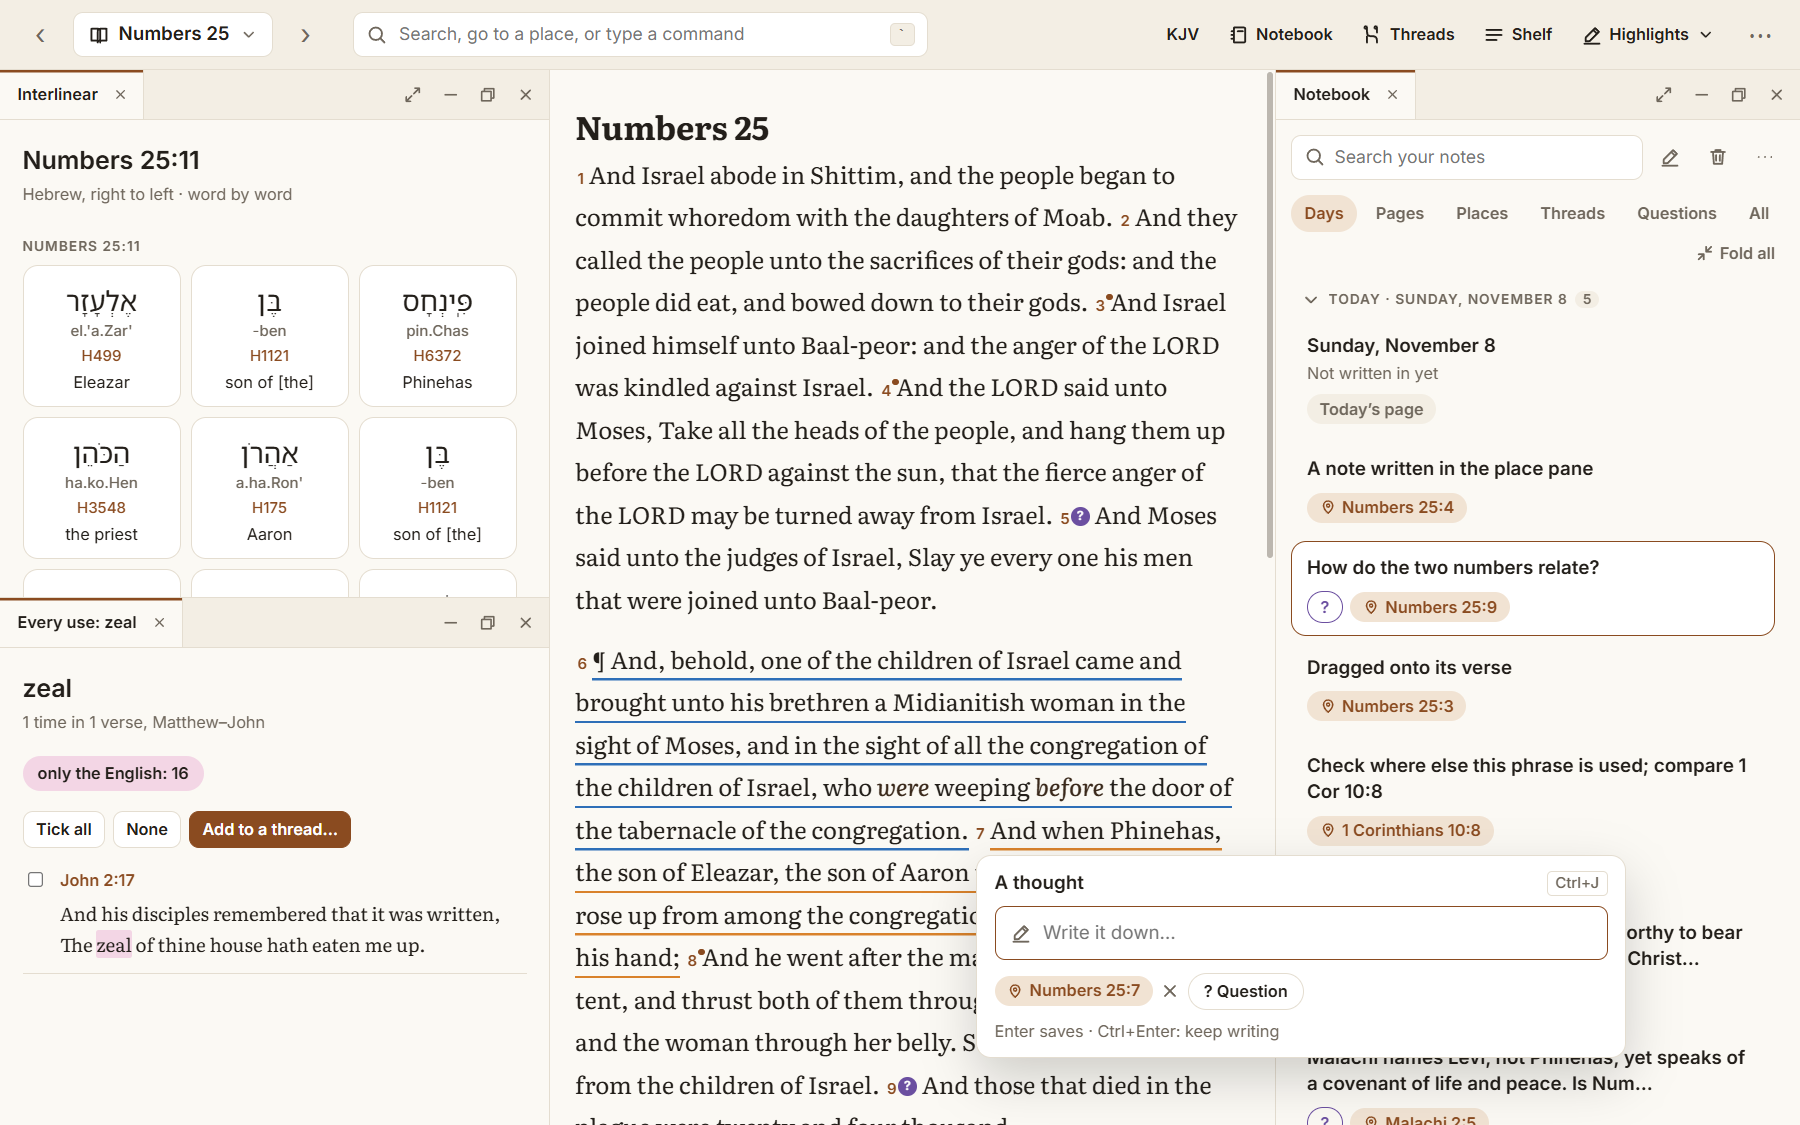 Numbers 25
Search, go to a place, or type a command
`
KJV
Notebook
Threads
Shelf
Highlights
Interlinear
Numbers 25:11
Hebrew, right to left · word by word
NUMBERS 25:11
אֶלְעָזָר
בֶּן
פִּינְחָס
el.'a.Zar'
-ben
pin.Chas
H499
H1121
H6372
Eleazar
son of [the]
Phinehas
הַכֹּהֵן
אַהֲרֹן
בֶּן
ha.ko.Hen
a.ha.Ron'
-ben
H3548
H175
H1121
the priest
Aaron
son of [the]
Every use: zeal
zeal
1 time in 1 verse, Matthew–John
only the English: 16
Tick all
None
Add to a thread...
John 2:17
And his disciples remembered that it was written,
The zeal of thine house hath eaten me up.
Numbers 25
1 And Israel abode in Shittim, and the people began to
commit whoredom with the daughters of Moab. 2 And they
called the people unto the sacrifices of their gods: and the
people did eat, and bowed down to their gods. 3 And Israel
joined himself unto Baal-peor: and the anger of the LORD
was kindled against Israel. 4 And the LORD said unto
Moses, Take all the heads of the people, and hang them up
before the LORD against the sun, that the fierce anger of
the LORD may be turned away from Israel. 5 ? And Moses
said unto the judges of Israel, Slay ye every one his men
that were joined unto Baal-peor.
6 ¶ And, behold, one of the children of Israel came and
brought unto his brethren a Midianitish woman in the
sight of Moses, and in the sight of all the congregation of
the children of Israel, who were weeping before the door of
the tabernacle of the congregation. 7 And when Phinehas,
the son of Eleazar, the son of Aaron
rose up from among the congregatio
his hand; 8 And he went after the ma
tent, and thrust both of them throug
and the woman through her belly. S
from the children of Israel. 9 ? And those that died in the
plague were twenty and four thousand.
A thought
Ctrl+J
Write it down...
Numbers 25:7
? Question
Enter saves · Ctrl+Enter: keep writing
Notebook
Search your notes
Days
Pages
Places
Threads
Questions
All
Fold all
TODAY · SUNDAY, NOVEMBER 8 5
Sunday, November 8
Not written in yet
Today’s page
A note written in the place pane
Numbers 25:4
How do the two numbers relate?
?
Numbers 25:9
Dragged onto its verse
Numbers 25:3
Check where else this phrase is used; compare 1
Cor 10:8
1 Corinthians 10:8
orthy to bear
Christ...
Malachi names Levi, not Phinehas, yet speaks of
a covenant of life and peace. Is Num...
?
Malachi 2:5